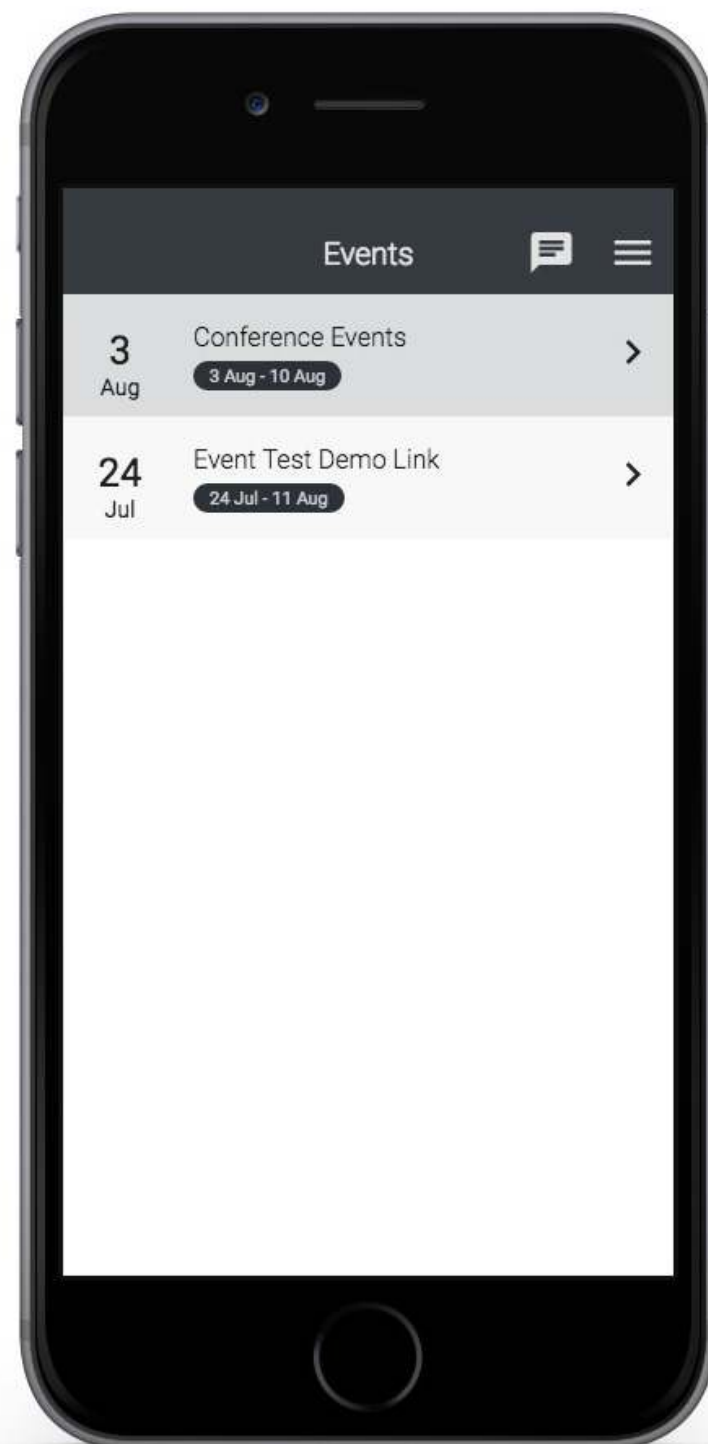 Events
3
Aug
Conference Events
3 Aug - 10 Aug
24
Jul
Event Test Demo Link
24 Jul - 11 Aug